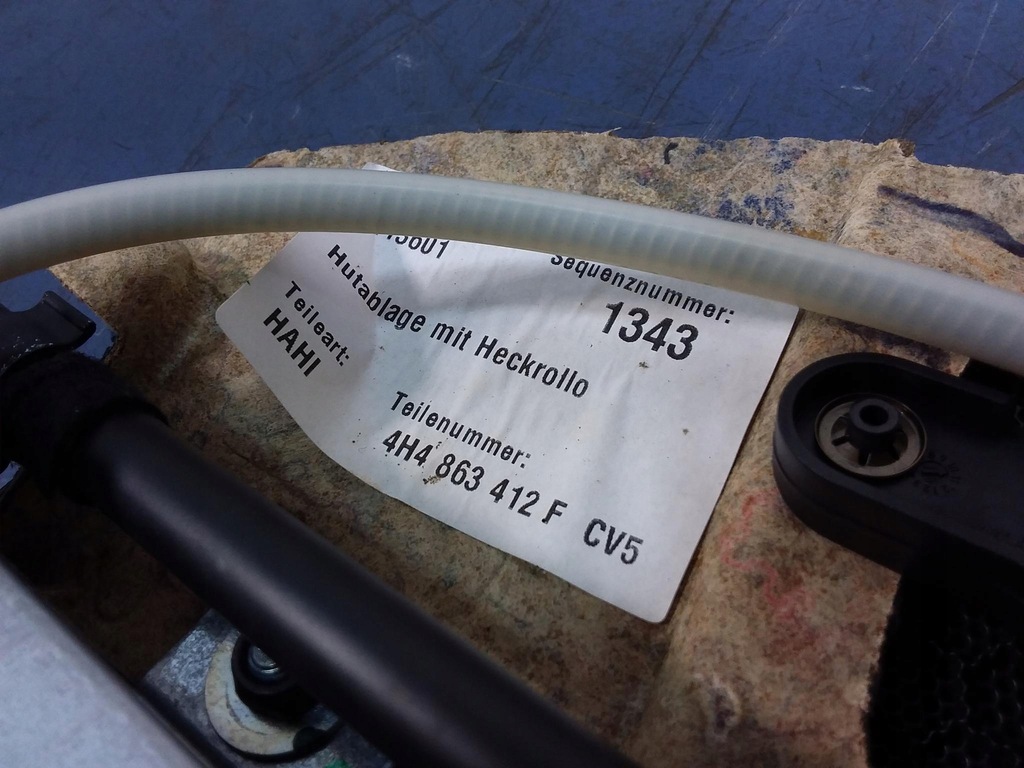 Sequenznummer:
1343
Hutablage mit Heckrollo
Teileart:
HAHI
Teilenummer:
4H4 863 412 F CV5